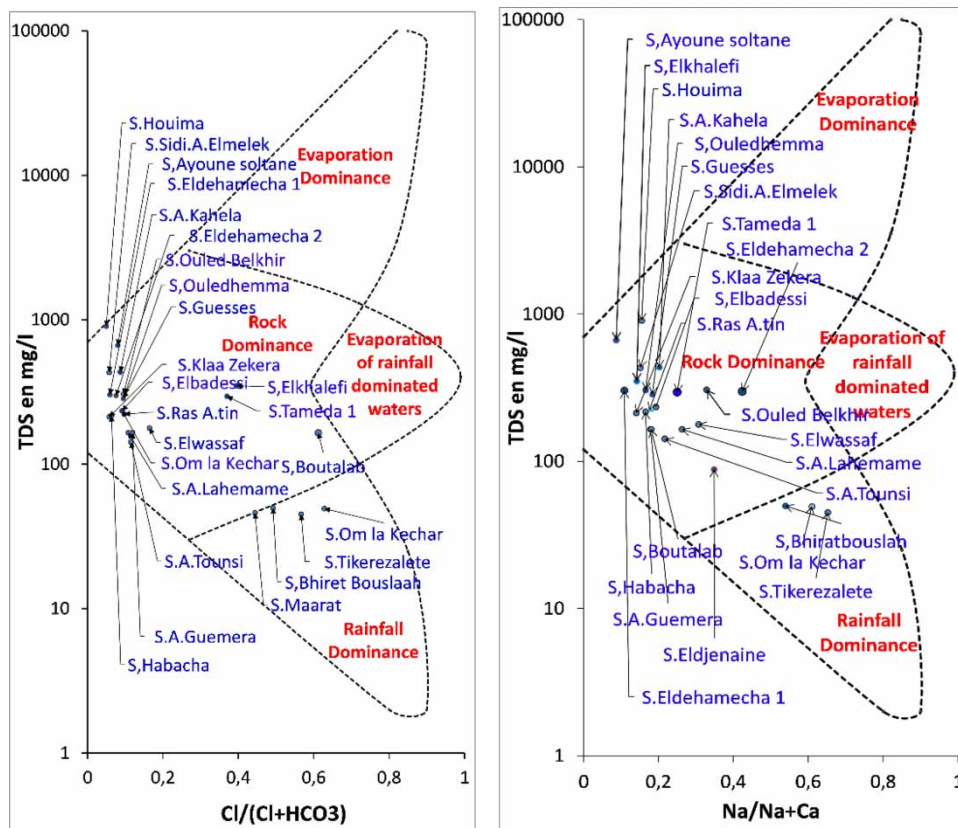 100000
10000
1000
100
10
1
TDS en mg/l
S.Houima
S.Sidi.A.Elmelek
S,Ayoune soltane
S.Eldehamecha 1
S.A.Kahela
S.Eldehamecha 2
S.Ouled Belkhir
S,Ouledhemma
S.Guesses
Evaporation
Dominance
Rock
Dominance
Evaporation
of rainfall
dominated
waters
S.Klaa Zekera
S.Elbadessi
S.Elkhalefi
S.Ras A.tin
S.Tameda 1
S.Elwassaf
S,Boutalab
S.Om la Kechar
S.A.Lahemame
S.Om la Kechar
S.A.Tounsi
S.Tikerezalete
S,Bhiret Bouslaah
S.Maarat
S.A.Guemera
S,Habacha
Rainfall
Dominance
0 0,2 0,4 0,6 0,8 1
Cl/(Cl+HCO3)
100000
10000
1000
100
10
1
TDS en mg/l
S,Ayoune soltane
S,Elkhalefi
S.Houima
S.A.Kahela
S,Ouledhemma
S.Guesses
S.Sidi.A.Elmelek
S.Tameda 1
S.Eldehamecha 2
S.Klaa Zekera
S,Elbadessi
S.Ras A.tin
Evaporation
Dominance
Rock Dominance
Evaporation of
rainfall
dominated
waters
S.Ouled Belkhir
S.Elwassaf
S.A.Lahemame
S.A.Tounsi
S,Boutalab
S,Bhiratbouslah
S.Om la Kechar
S,Habacha
S.Tikerezalete
S.A.Guemera
S.Eldjenaine
S.Eldehamecha 1
Rainfall
Dominance
0 0,2 0,4 0,6 0,8 1
Na/Na+Ca